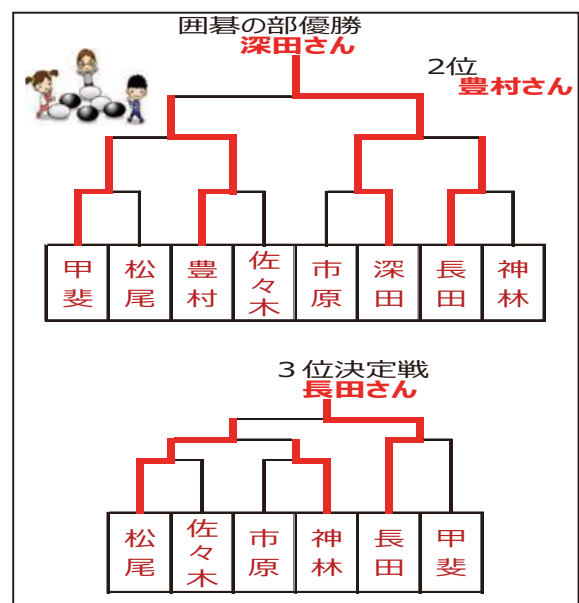 囲碁の部優勝
深田さん
2位
豊村さん
甲斐
松尾
豊村
佐々木
市原
深田
長田
神林
３位決定戦
長田さん
松尾
佐々木
市原
神林
長田
甲斐